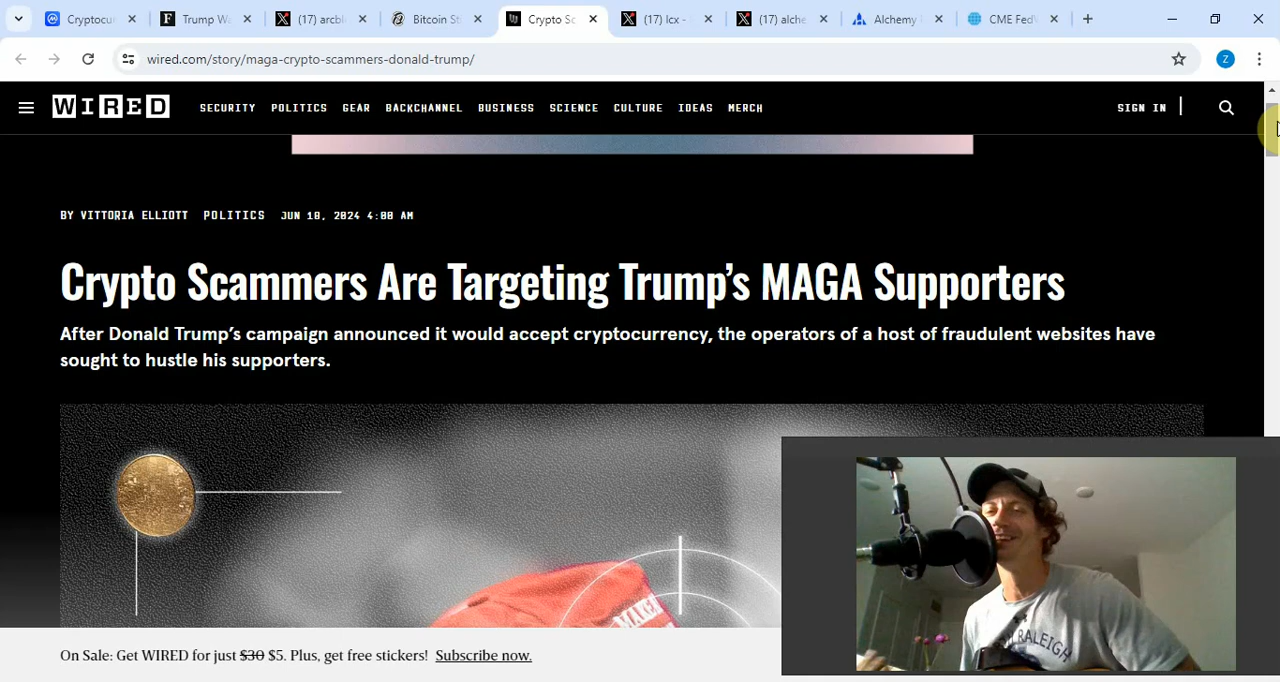 Cryptocu
Trump Wa
(17) arcbl
Bitcoin St
Crypto Sc
(17) lcx -
(17) alche
Alchemy
CME FedW
wired.com/story/maga-crypto-scammers-donald-trump/
Z
WIRED
SECURITY POLITICS GEAR BACKCHANNEL BUSINESS SCIENCE CULTURE IDEAS MERCH
SIGN IN
BY VITTORIA ELLIOTT POLITICS JUN 18, 2024 4:00 AM
Crypto Scammers Are Targeting Trump’s MAGA Supporters
After Donald Trump’s campaign announced it would accept cryptocurrency, the operators of a host of fraudulent websites have
sought to hustle his supporters.
MAKE
RALEIGH
On Sale: Get WIRED for just $30 $5. Plus, get free stickers! Subscribe now.